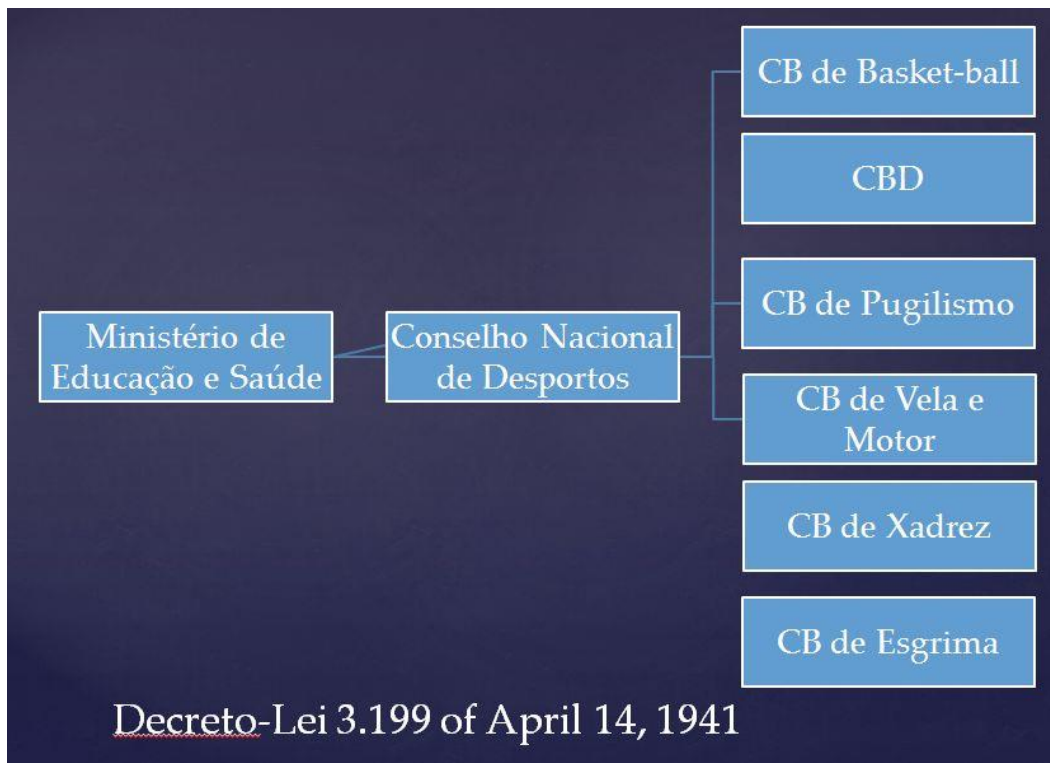 CB de Basket-ball
CBD
CB de Pugilismo
Ministério de
Educação e Saúde
Conselho Nacional
de Desportos
CB de Vela e
Motor
CB de Xadrez
CB de Esgrima
Decreto-Lei 3.199 of April 14, 1941